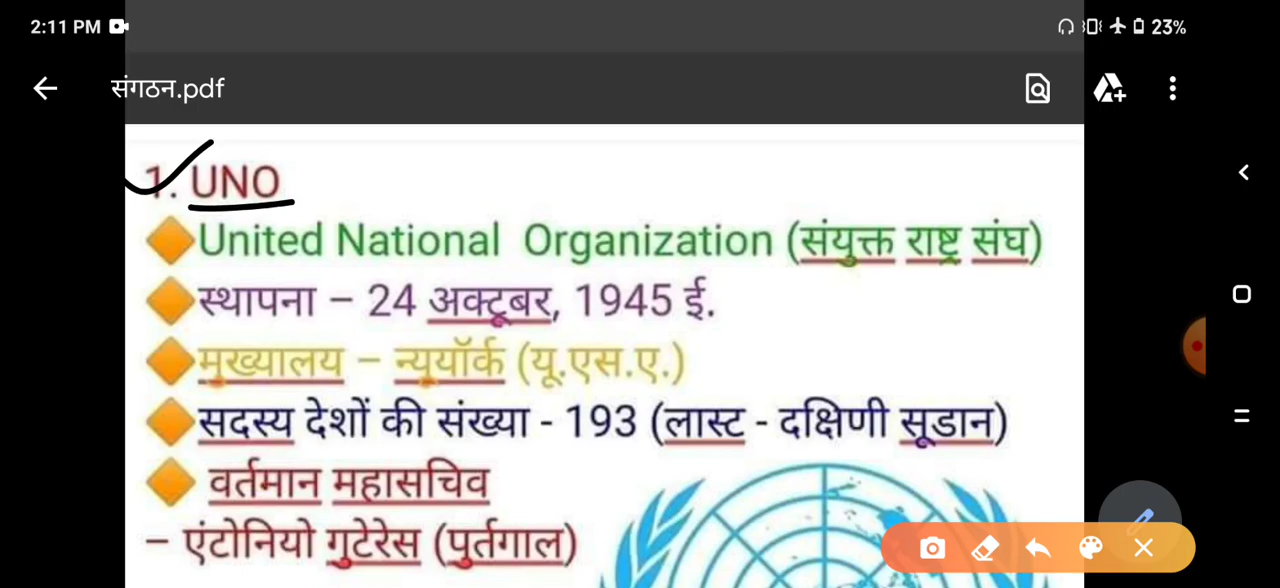 2:11 PM 23%
संगठन.pdf
1. UNO
United National Organization (संयुक्त राष्ट्र संघ)
स्थापना – 24 अक्टूबर, 1945 ई.
मुख्यालय – न्यूयॉर्क (यू.एस.ए.)
सदस्य देशों की संख्या - 193 (लास्ट - दक्षिणी सूडान)
वर्तमान महासचिव
– एंटोनियो गुटेरेस (पुर्तगाल)